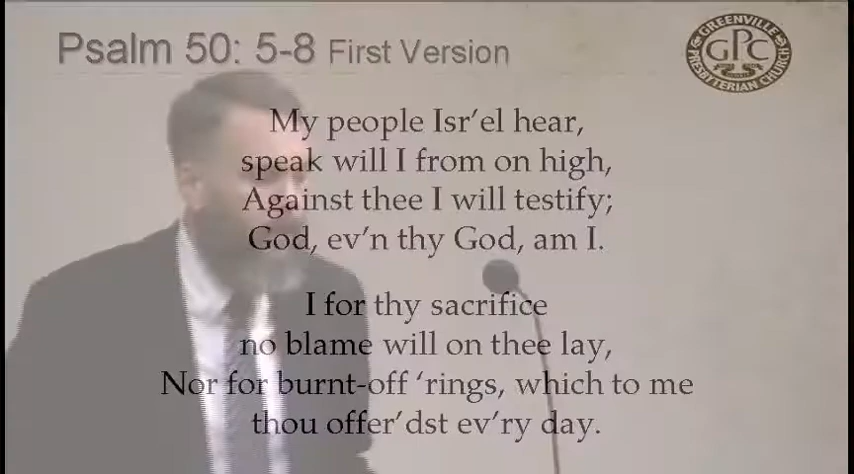 Psalm 50: 5-8 First Version
GREENVILLE
GPC
PRESBYTERIAN CHURCH
My people Isr’el hear,
speak will I from on high,
Against thee I will testify;
God, ev’n thy God, am I.
I for thy sacrifice
no blame will on thee lay,
Nor for burnt-off ‘rings, which to me
thou offer’dst ev’ry day.